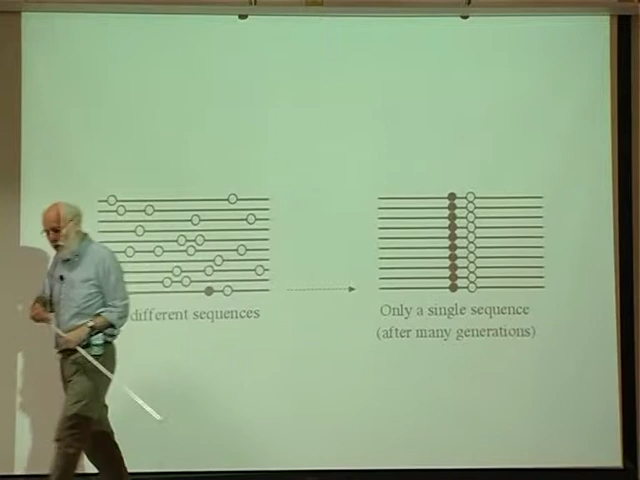 different sequences
Only a single sequence
(after many generations)